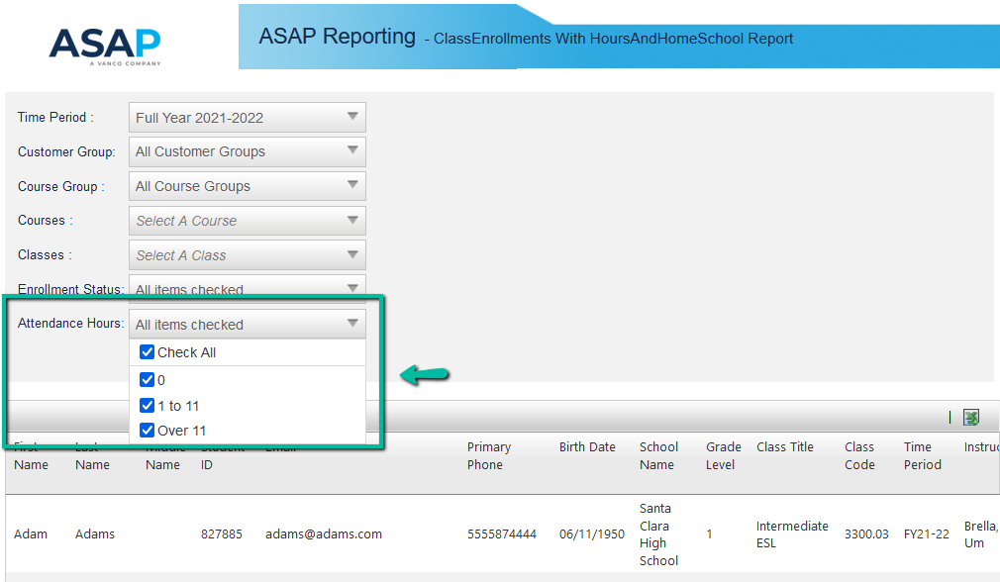 ASAP
A VANCO COMPANY
ASAP Reporting - ClassEnrollments With HoursAndHomeSchool Report
Time Period : Full Year 2021-2022
Customer Group: All Customer Groups
Course Group : All Course Groups
Courses : Select A Course
Classes : Select A Class
Enrollment Status: All items checked
Attendance Hours: All items checked
Check All
0
1 to 11
Over 11
|
First Last Middle Student Email Primary Birth Date School Grade Class Title Class Time Instruc
Name Name Name ID Phone Name Level Code Period
Adam Adams 827885 adams@adams.com 5555874444 06/11/1950 Santa Clara High School 1 Intermediate ESL 3300.03 FY21-22 Brella, Um